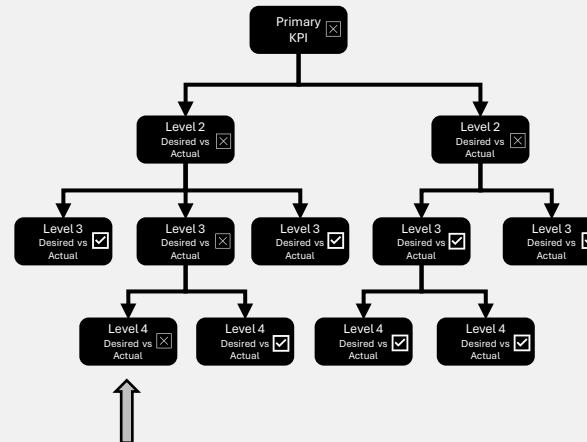 Primary
KPI
Level 2
Desired vs
Actual
Level 2
Desired vs
Actual
Level 3
Desired vs
Actual
Level 3
Desired vs
Actual
Level 3
Desired vs
Actual
Level 3
Desired vs
Actual
Level 3
Desired vs
Actual
Level 4
Desired vs
Actual
Level 4
Desired vs
Actual
Level 4
Desired vs
Actual
Level 4
Desired vs
Actual